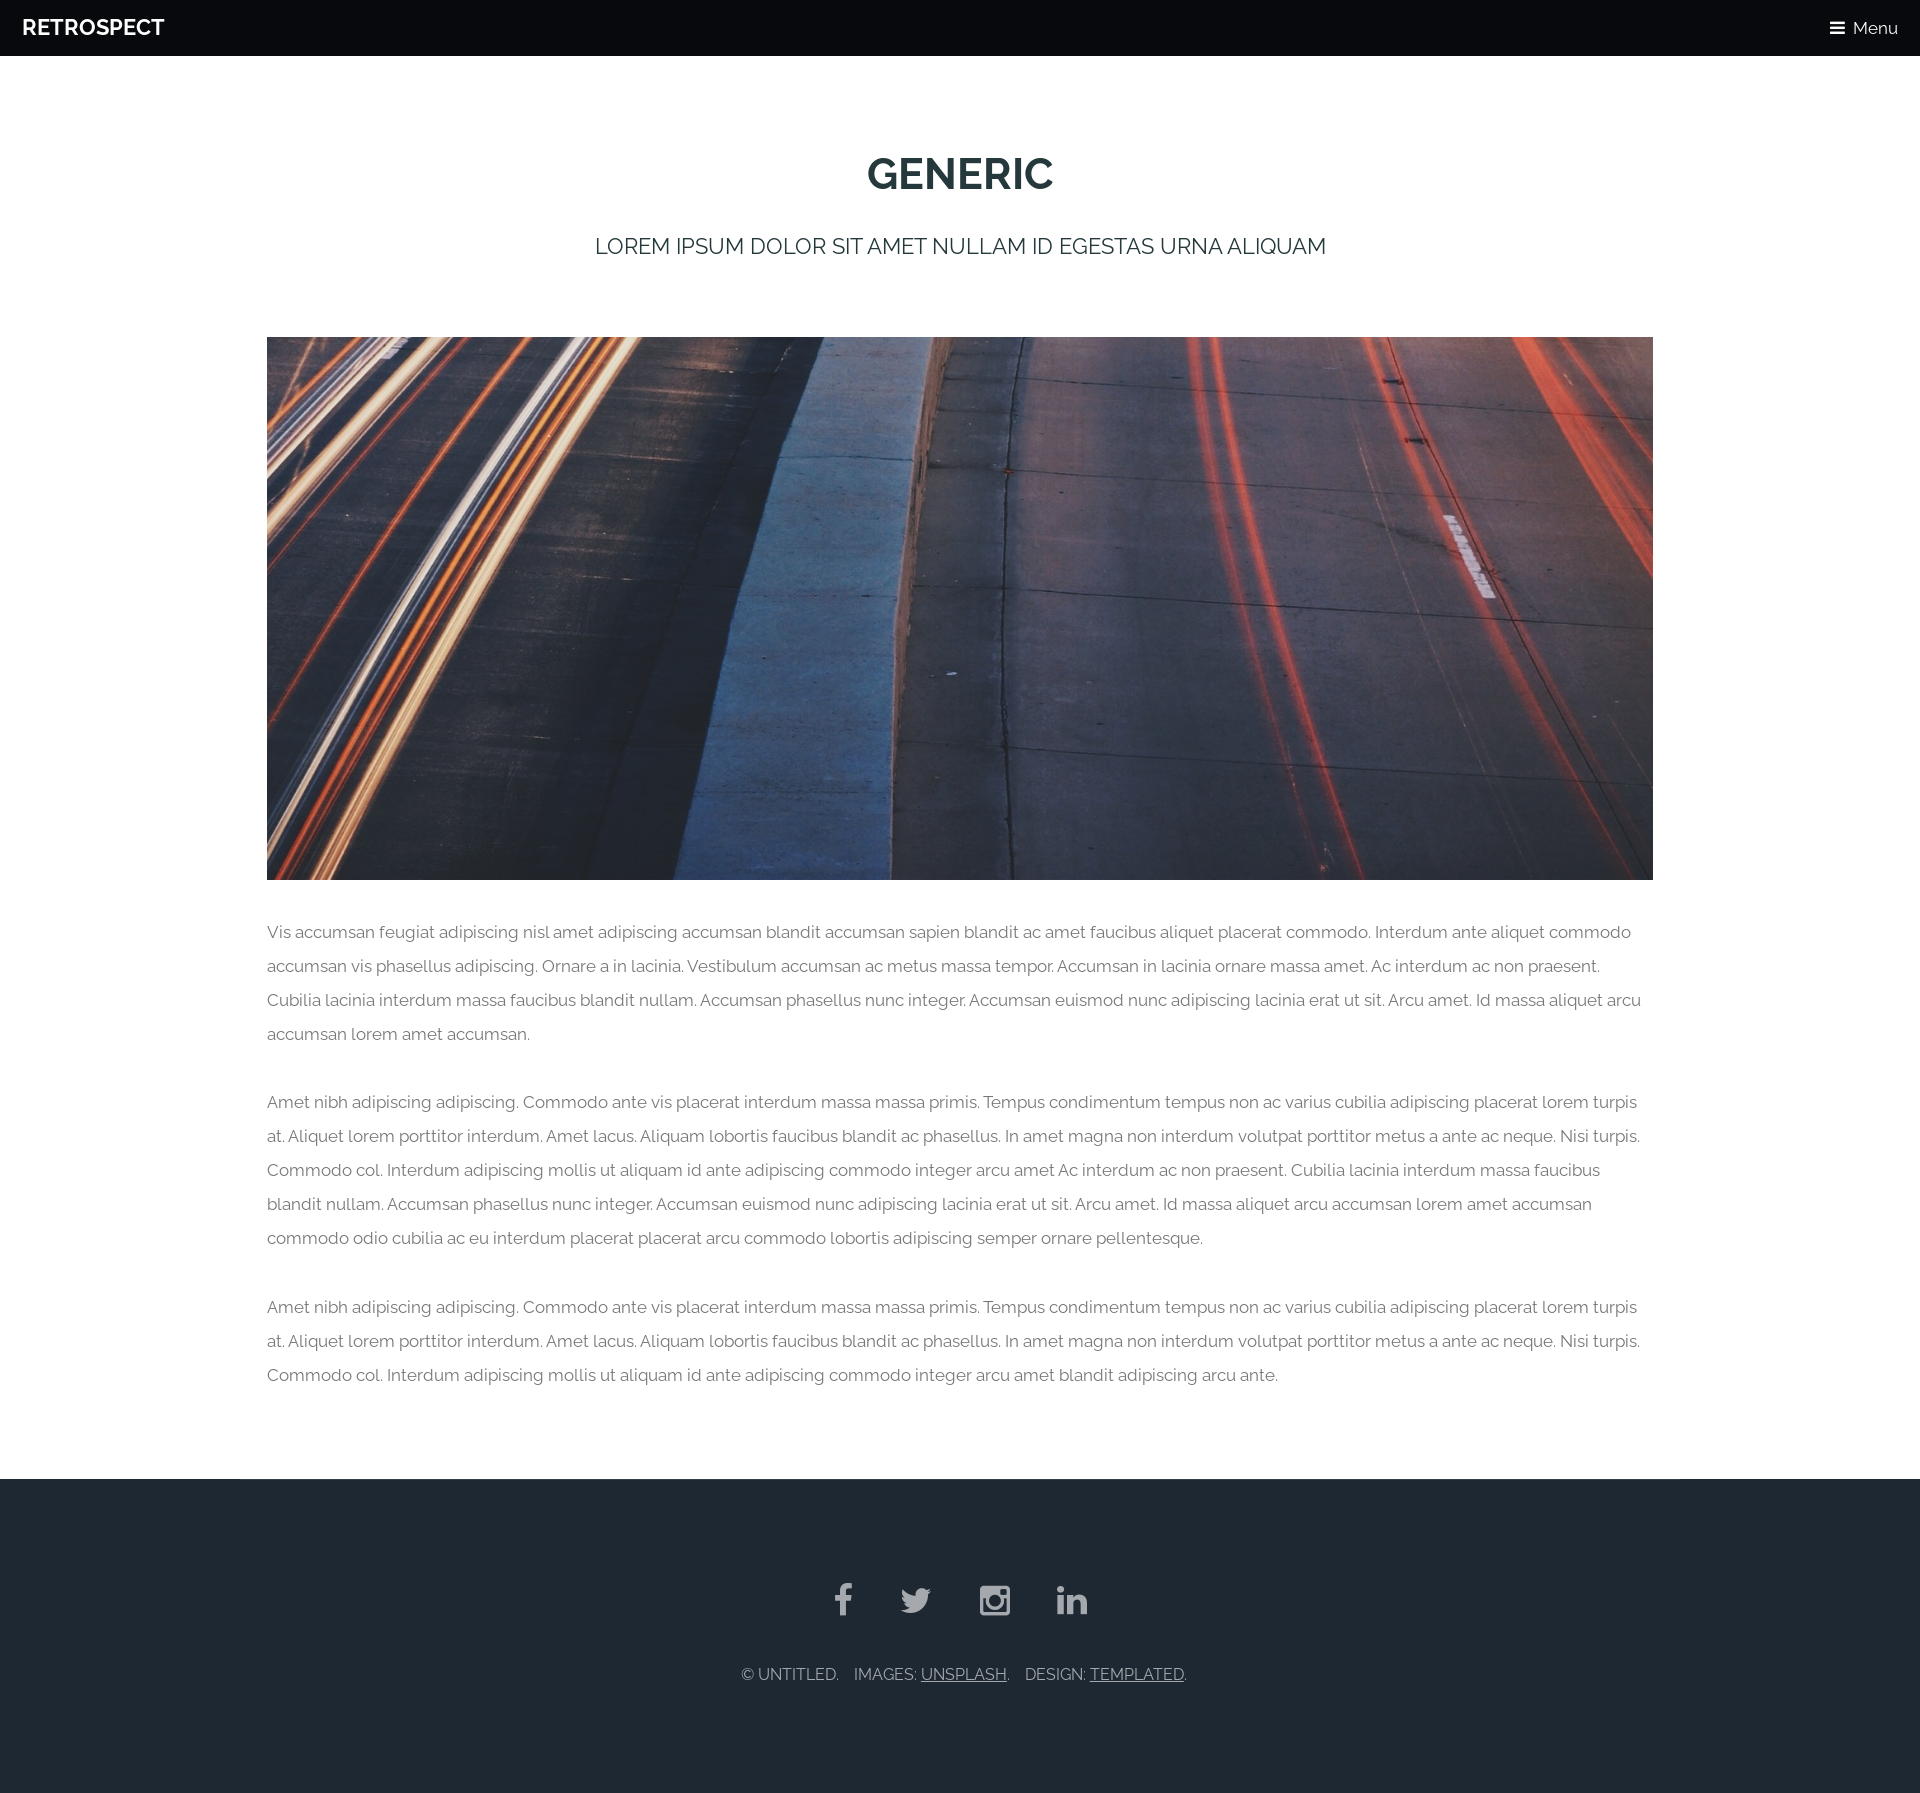 RETROSPECT
Menu
GENERIC
LOREM IPSUM DOLOR SIT AMET NULLAM ID EGESTAS URNA ALIQUAM
Vis accumsan feugiat adipiscing nisl amet adipiscing accumsan blandit accumsan sapien blandit ac amet faucibus aliquet placerat commodo. Interdum ante aliquet commodo
accumsan vis phasellus adipiscing. Ornare a in lacinia. Vestibulum accumsan ac metus massa tempor. Accumsan in lacinia ornare massa amet. Ac interdum ac non praesent.
Cubilia lacinia interdum massa faucibus blandit nullam. Accumsan phasellus nunc integer. Accumsan euismod nunc adipiscing lacinia erat ut sit. Arcu amet. Id massa aliquet arcu
accumsan lorem amet accumsan.
Amet nibh adipiscing adipiscing. Commodo ante vis placerat interdum massa massa primis. Tempus condimentum tempus non ac varius cubilia adipiscing placerat lorem turpis
at. Aliquet lorem porttitor interdum. Amet lacus. Aliquam lobortis faucibus blandit ac phasellus. In amet magna non interdum volutpat porttitor metus a ante ac neque. Nisi turpis.
Commodo col. Interdum adipiscing mollis ut aliquam id ante adipiscing commodo integer arcu amet Ac interdum ac non praesent. Cubilia lacinia interdum massa faucibus
blandit nullam. Accumsan phasellus nunc integer. Accumsan euismod nunc adipiscing lacinia erat ut sit. Arcu amet. Id massa aliquet arcu accumsan lorem amet accumsan
commodo odio cubilia ac eu interdum placerat placerat arcu commodo lobortis adipiscing semper ornare pellentesque.
Amet nibh adipiscing adipiscing. Commodo ante vis placerat interdum massa massa primis. Tempus condimentum tempus non ac varius cubilia adipiscing placerat lorem turpis
at. Aliquet lorem porttitor interdum. Amet lacus. Aliquam lobortis faucibus blandit ac phasellus. In amet magna non interdum volutpat porttitor metus a ante ac neque. Nisi turpis.
Commodo col. Interdum adipiscing mollis ut aliquam id ante adipiscing commodo integer arcu amet blandit adipiscing arcu ante.
© UNTITLED. IMAGES: UNSPLASH. DESIGN: TEMPLATED.